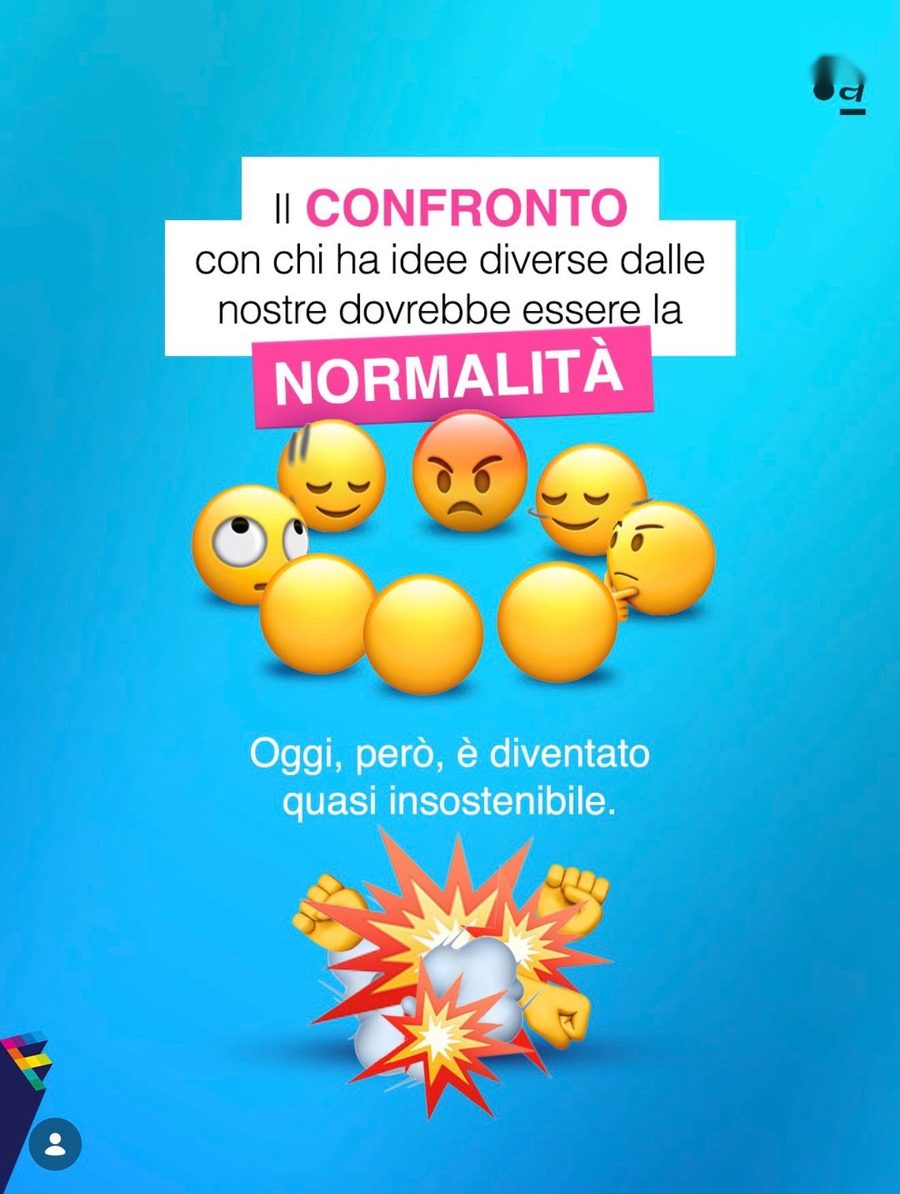 Il CONFRONTO
con chi ha idee diverse dalle
nostre dovrebbe essere la
NORMALITÀ
Oggi, però, è diventato
quasi insostenibile.